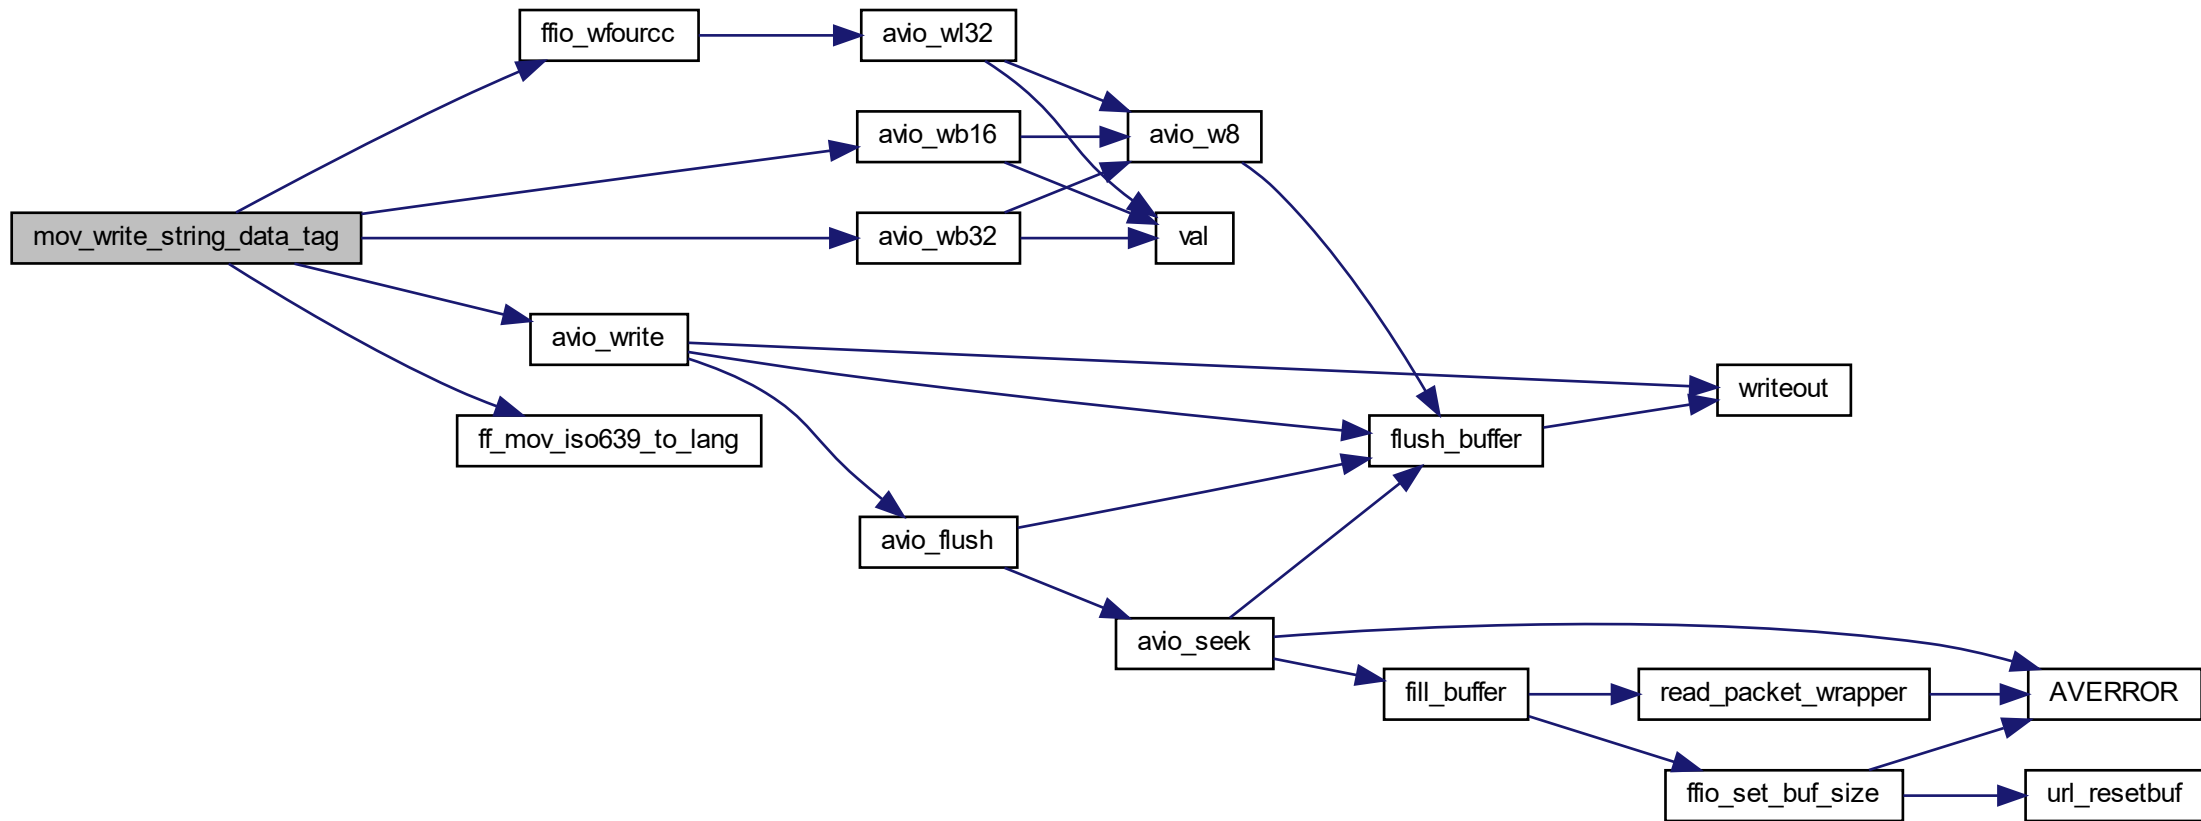 ffio_wfourcc
avio_wl32
avio_wb16
avio_w8
mov_write_string_data_tag
avio_wb32
val
avio_write
writeout
ff_mov_iso639_to_lang
flush_buffer
avio_flush
avio_seek
fill_buffer
read_packet_wrapper
AVERROR
ffio_set_buf_size
url_resetbuf